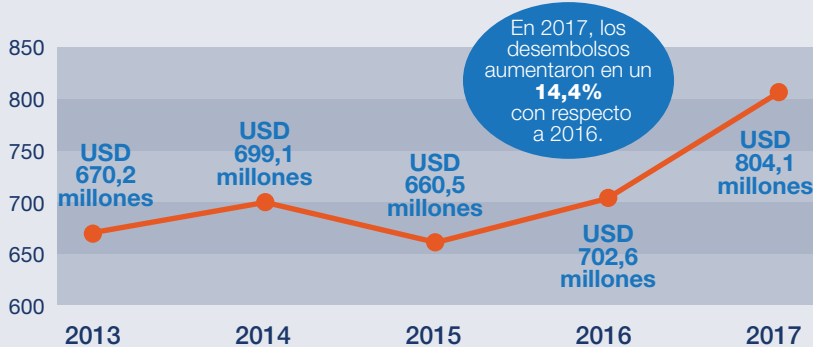 En 2017, los
desembolsos
aumentaron en un
14,4%
con respecto
a 2016.
850
800
750
700
650
600
USD
670,2
millones
USD
699,1
millones
USD
660,5
millones
USD
702,6
millones
USD
804,1
millones
2013
2014
2015
2016
2017